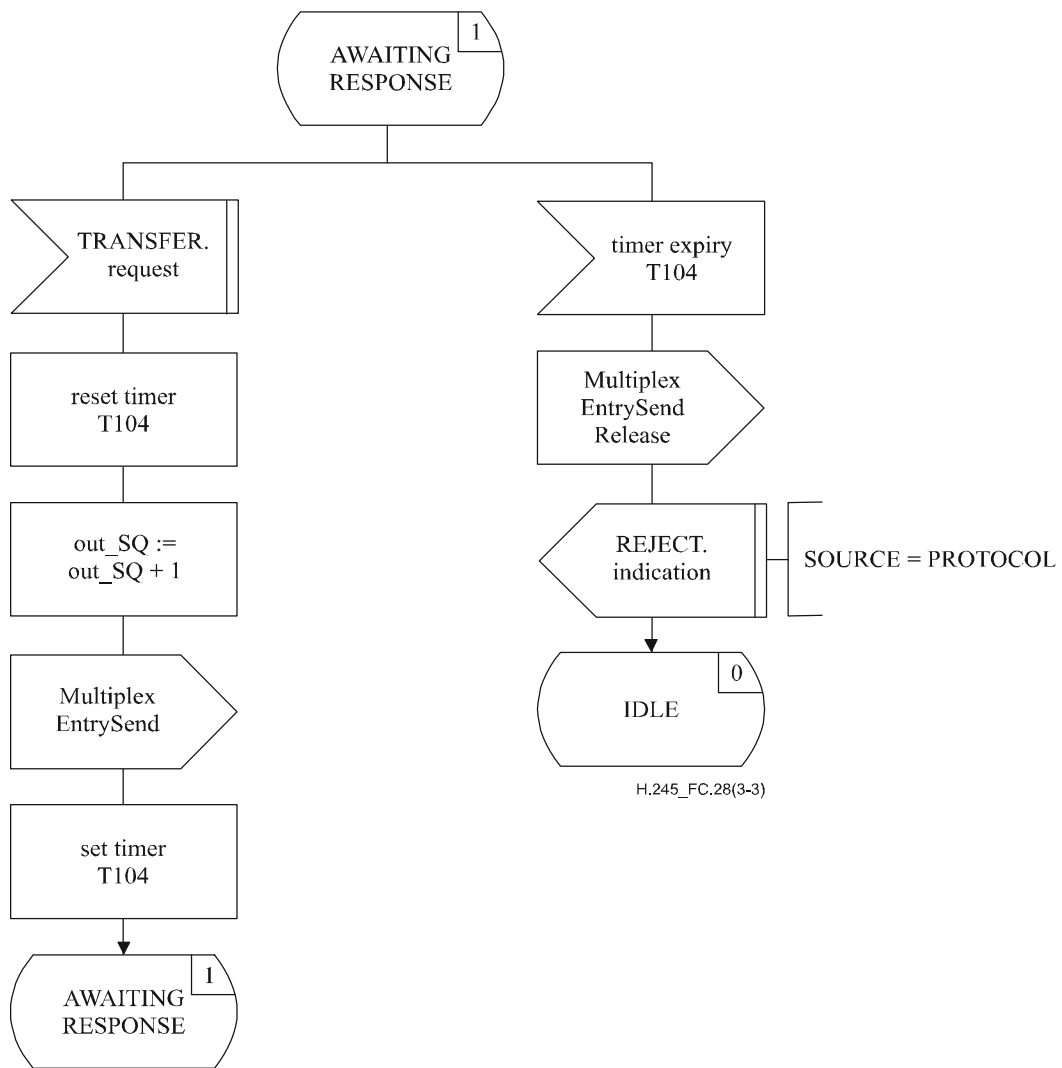 1
AWAITING
RESPONSE
TRANSFER.
request
reset timer
T104
out_SQ :=
out_SQ + 1
Multiplex
EntrySend
set timer
T104
1
AWAITING
RESPONSE
timer expiry
T104
Multiplex
EntrySend
Release
REJECT.
indication
SOURCE = PROTOCOL
0
IDLE
H.245_FC.28(3-3)